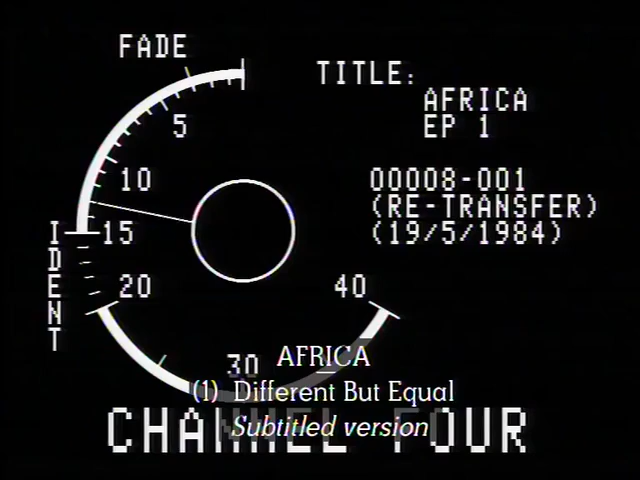 FADE
TITLE:
AFRICA
EP 1
5
10
00008-001
(RE-TRANSFER)
(19/5/1984)
15
IDENT
20
40
30
AFRICA
(1) Different But Equal
Subtitled version
CHANNEL FOUR